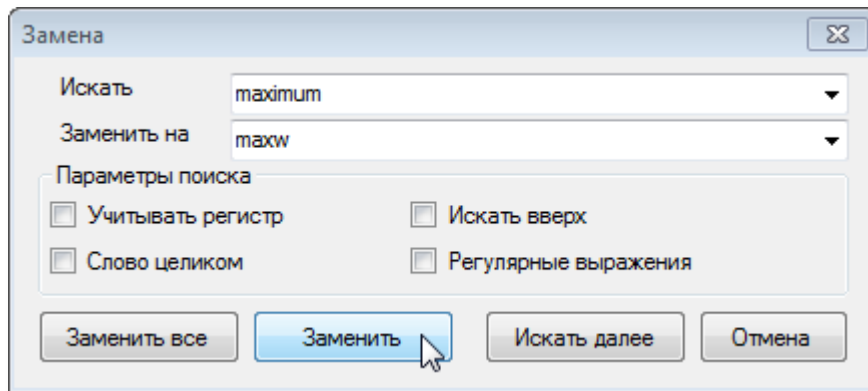 Замена
Искать maximum
Заменить на maxw
Параметры поиска
Учитывать регистр Искать вверх
Слово целиком Регулярные выражения
Заменить все Заменить Искать далее Отмена